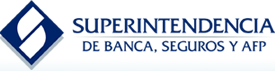 SUPERINTENDENCIA
DE BANCA, SEGUROS Y AFP